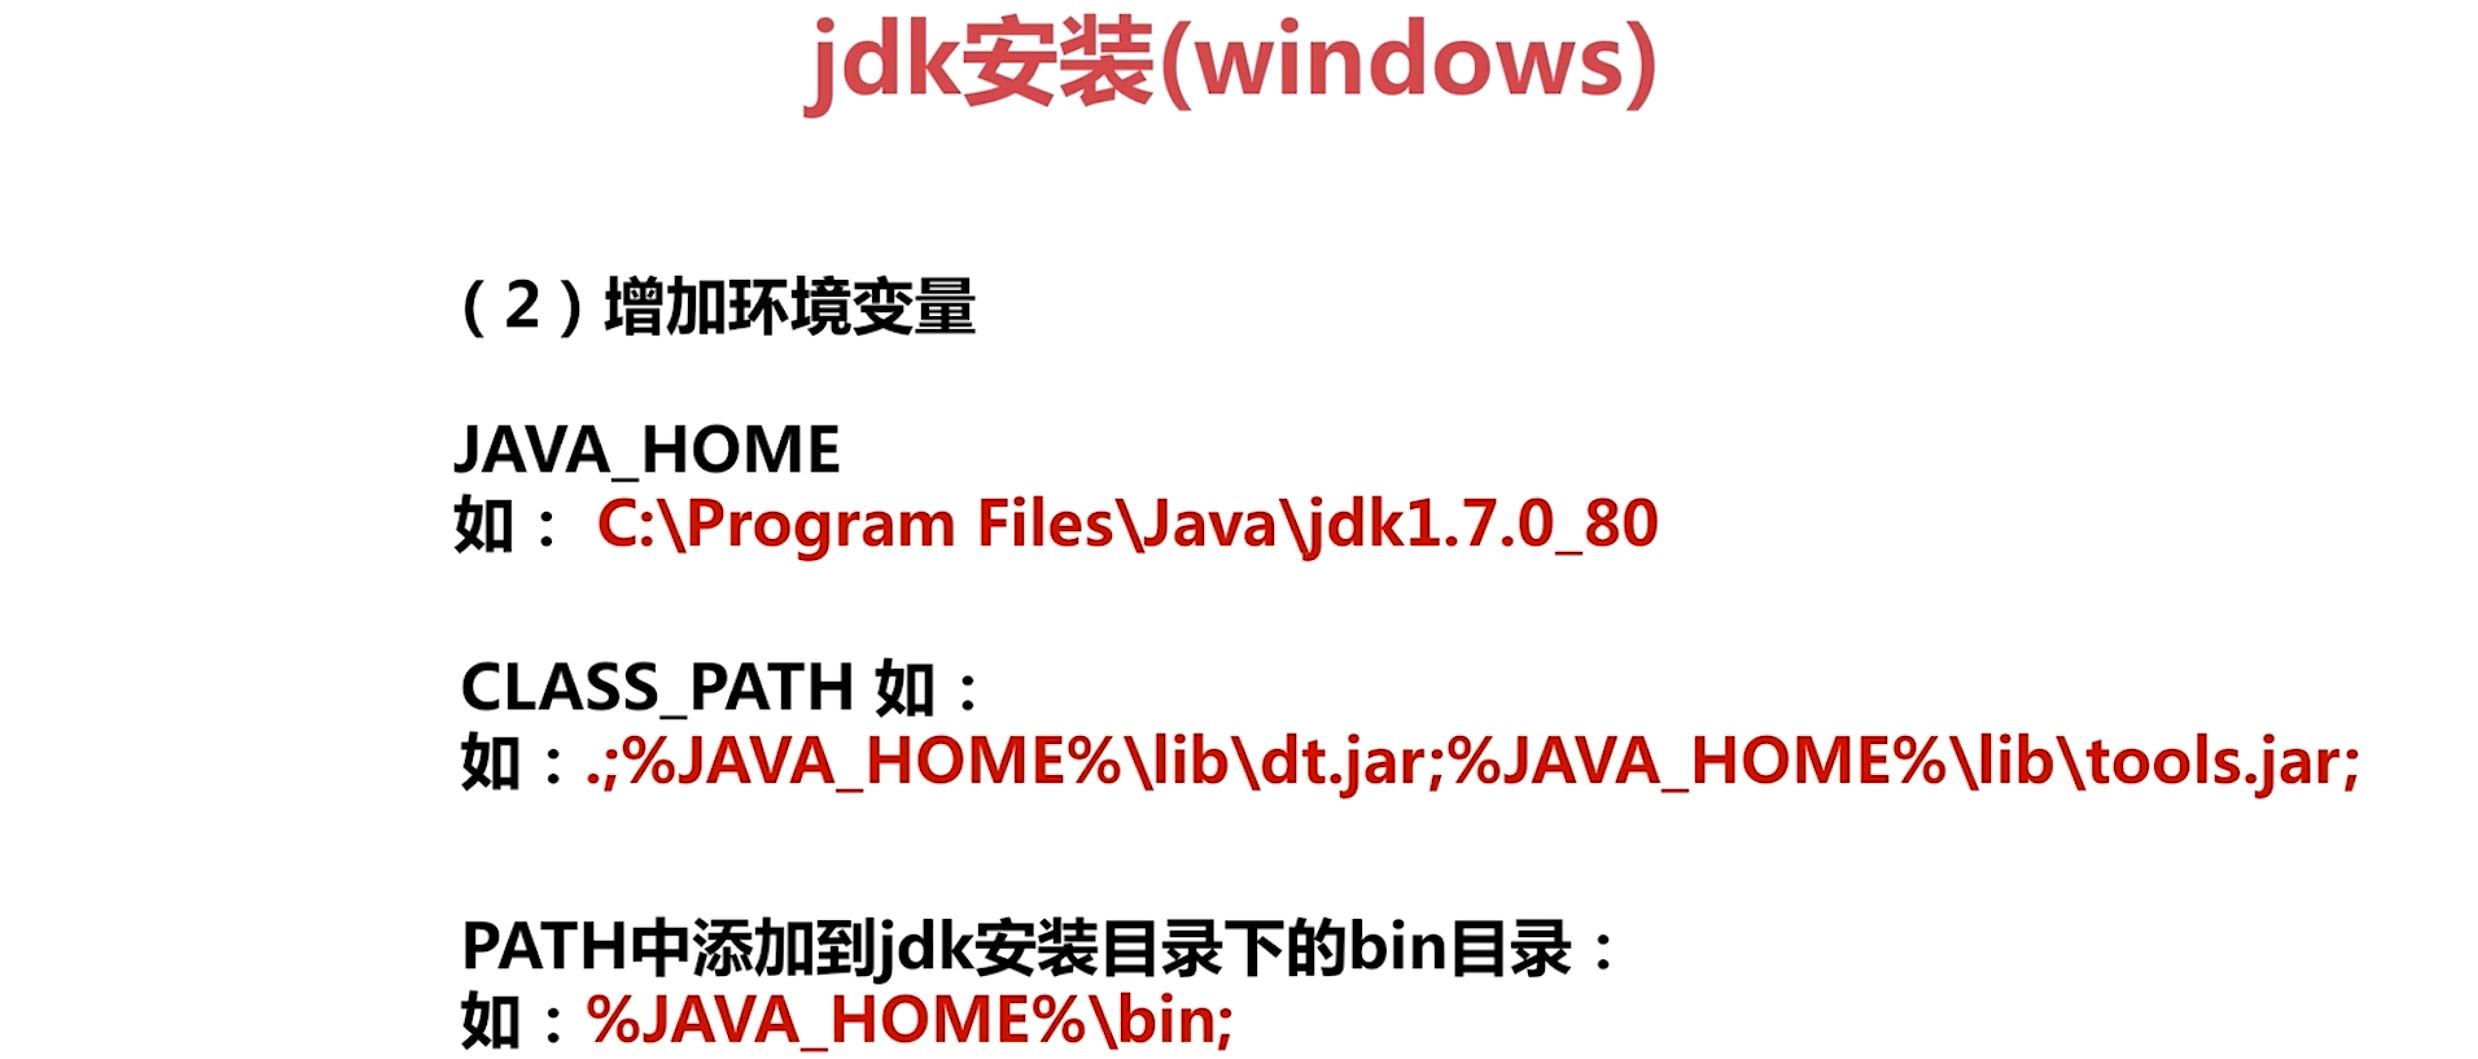 jdk安装(windows)
（2）增加环境变量
JAVA_HOME
如： C:\Program Files\Java\jdk1.7.0_80
CLASS_PATH 如：
如：.;%JAVA_HOME%\lib\dt.jar;%JAVA_HOME%\lib\tools.jar;
PATH中添加到jdk安装目录下的bin目录：
如：%JAVA_HOME%\bin;